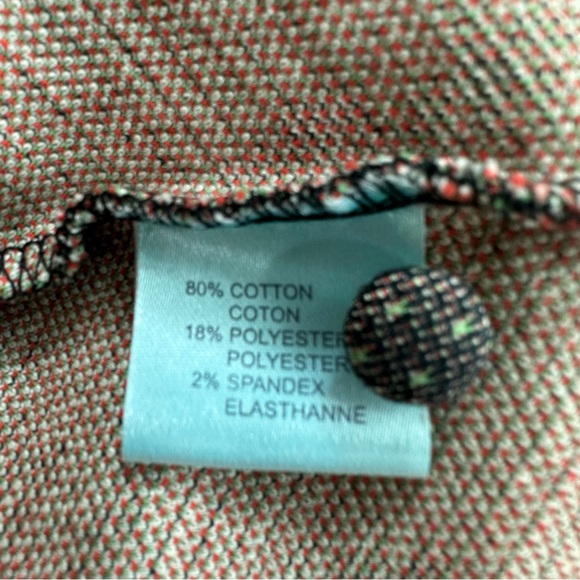 80% COTTON
COTON
18% POLYESTER
POLYESTER
2% SPANDEX
ELASTHANNE